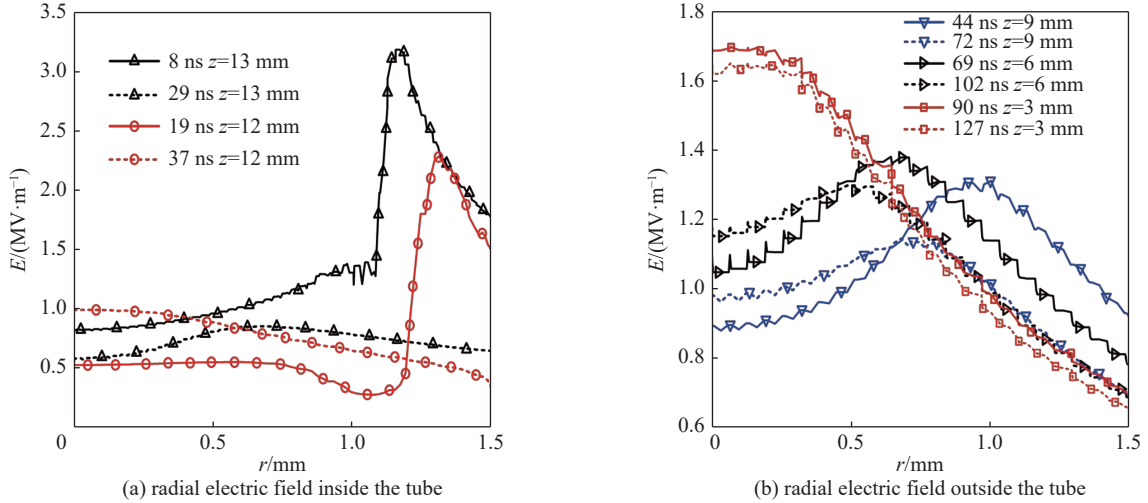 3.5
3.0
2.5
2.0
1.5
1.0
0.5
E/(MV·m⁻¹)
8 ns z=13 mm
29 ns z=13 mm
19 ns z=12 mm
37 ns z=12 mm
0 0.5 1.0 1.5
r/mm
(a) radial electric field inside the tube
1.8
1.6
1.4
1.2
1.0
0.8
0.6
E/(MV·m⁻¹)
44 ns z=9 mm
72 ns z=9 mm
69 ns z=6 mm
102 ns z=6 mm
90 ns z=3 mm
127 ns z=3 mm
0 0.5 1.0 1.5
r/mm
(b) radial electric field outside the tube